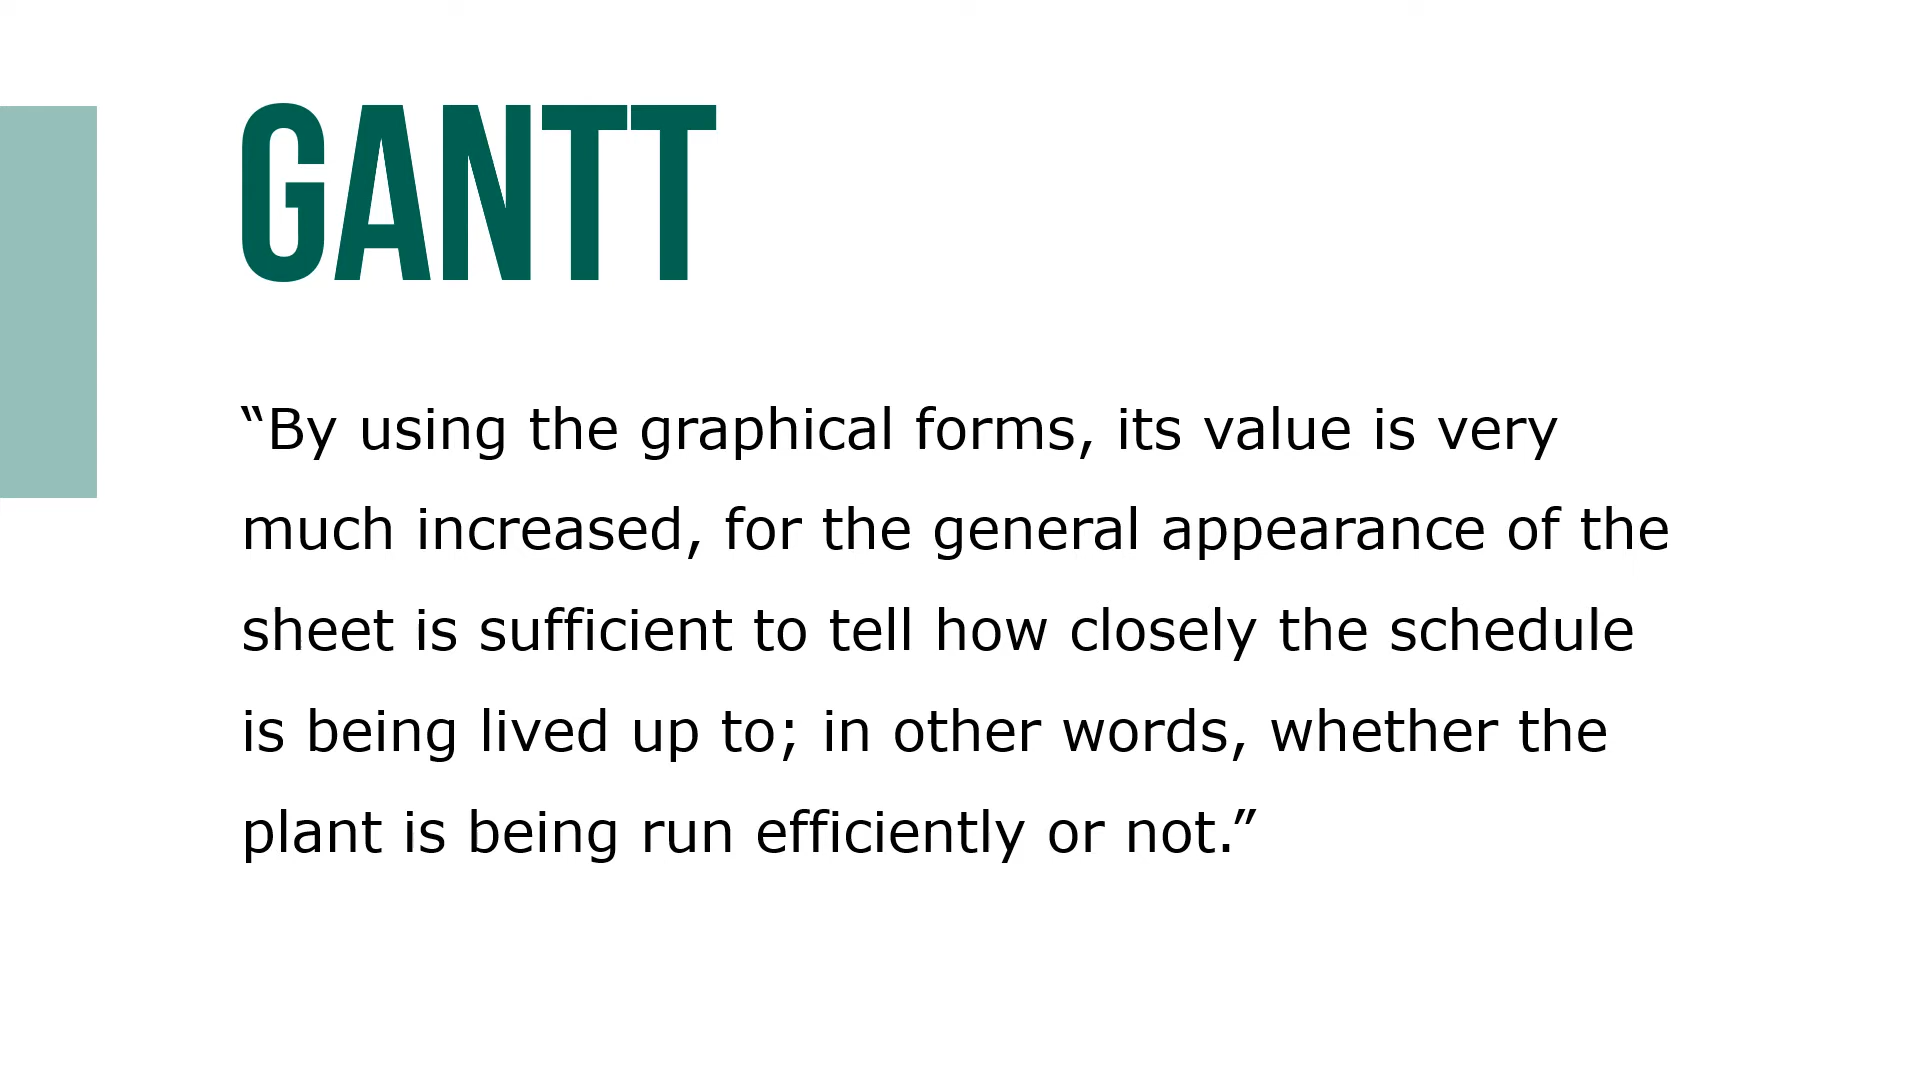 GANTT
“By using the graphical forms, its value is very
much increased, for the general appearance of the
sheet is sufficient to tell how closely the schedule
is being lived up to; in other words, whether the
plant is being run efficiently or not.”